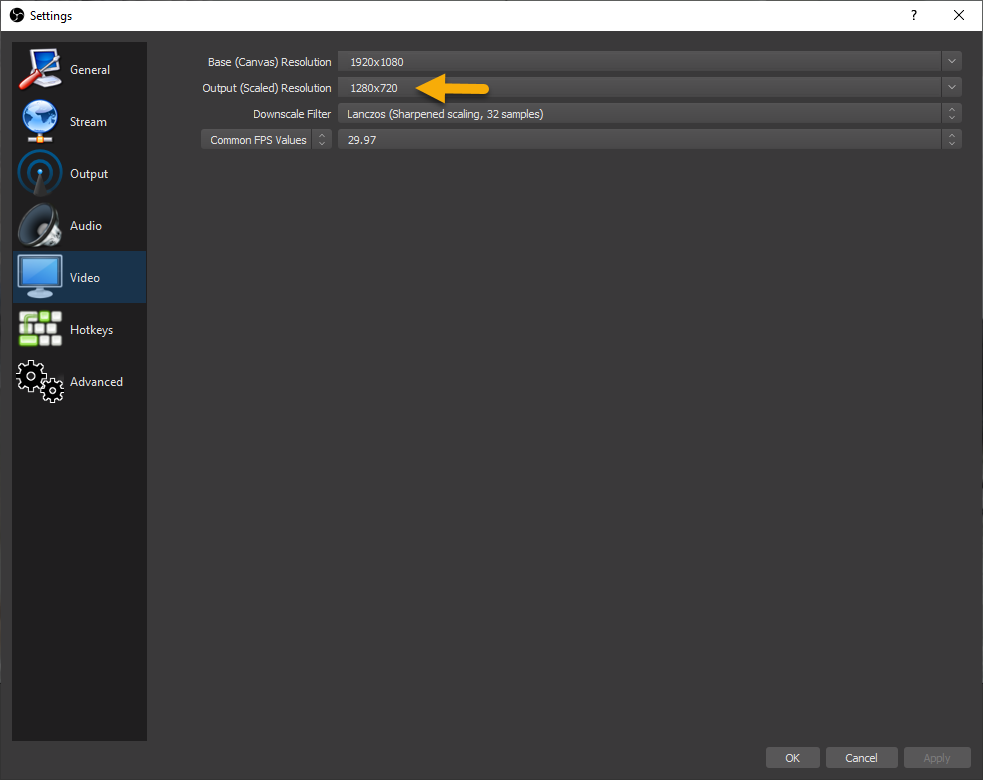 Settings
?
General
Stream
Output
Audio
Video
Hotkeys
Advanced
Base (Canvas) Resolution 1920x1080
Output (Scaled) Resolution 1280x720
Downscale Filter Lanczos (Sharpened scaling, 32 samples)
Common FPS Values 29.97
OK Cancel Apply